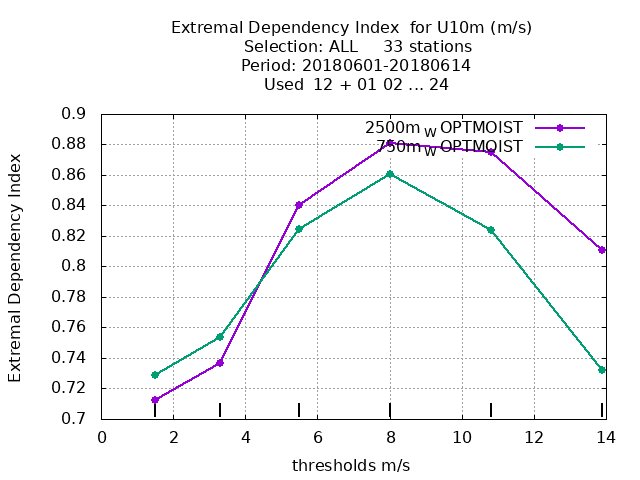 Extremal Dependency Index  for U10m (m/s)
Selection: ALL     33 stations
Period: 20180601-20180614
Used  12 + 01 02 ... 24
Extremal Dependency Index
0.9
0.88
0.86
0.84
0.82
0.8
0.78
0.76
0.74
0.72
0.7
2500m W OPTMOIST
750m W OPTMOIST
0 2 4 6 8 10 12 14
thresholds m/s